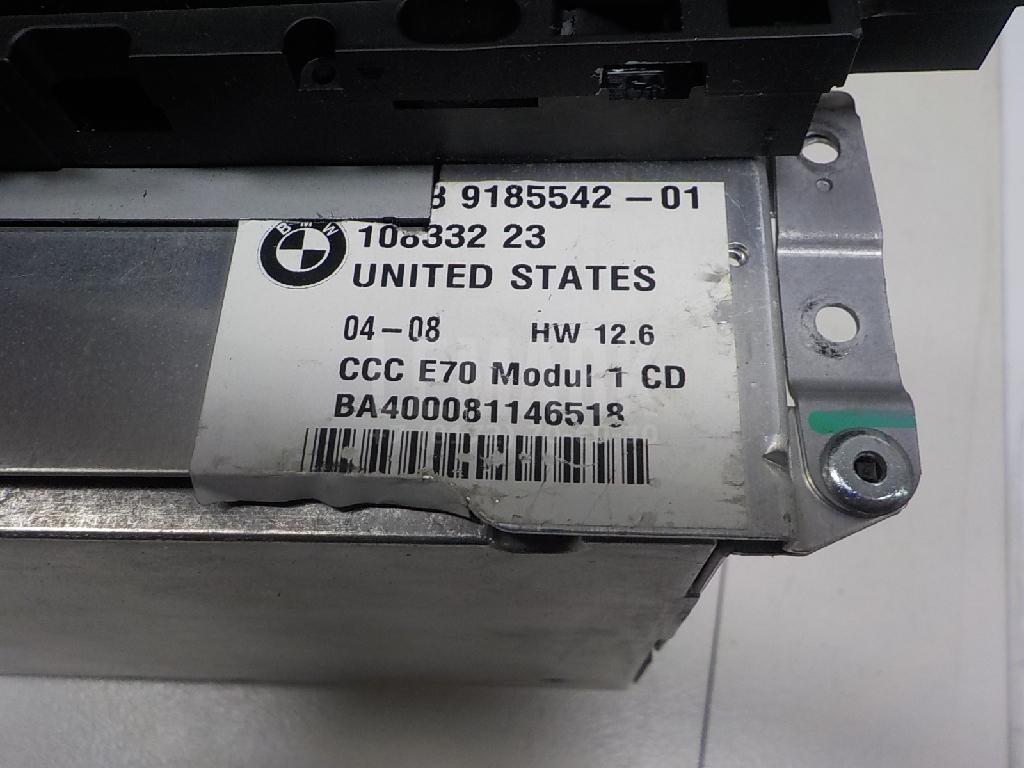 9185542-01
108332 23
BMW
UNITED STATES
04-08 HW 12.6
CCC E70 Modul 1 CD
BA400081146518